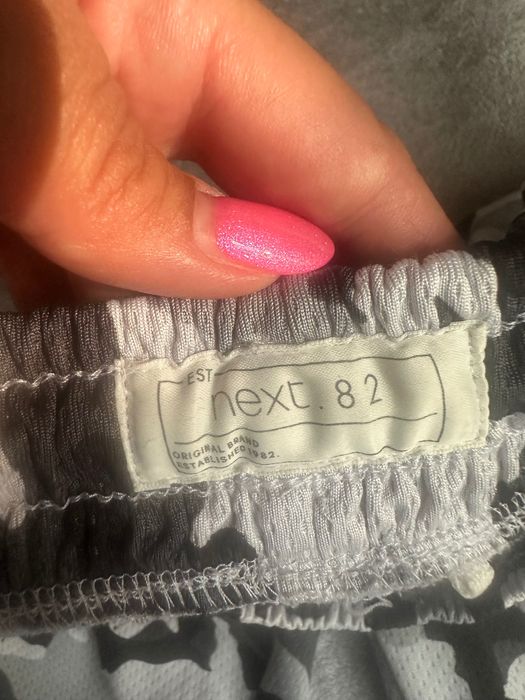 EST
next. 82
ORIGINAL BRAND
ESTABLISHED 1982.